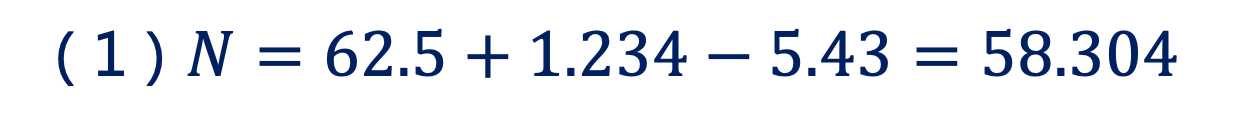 (1) N = 62.5 + 1.234 − 5.43 = 58.304